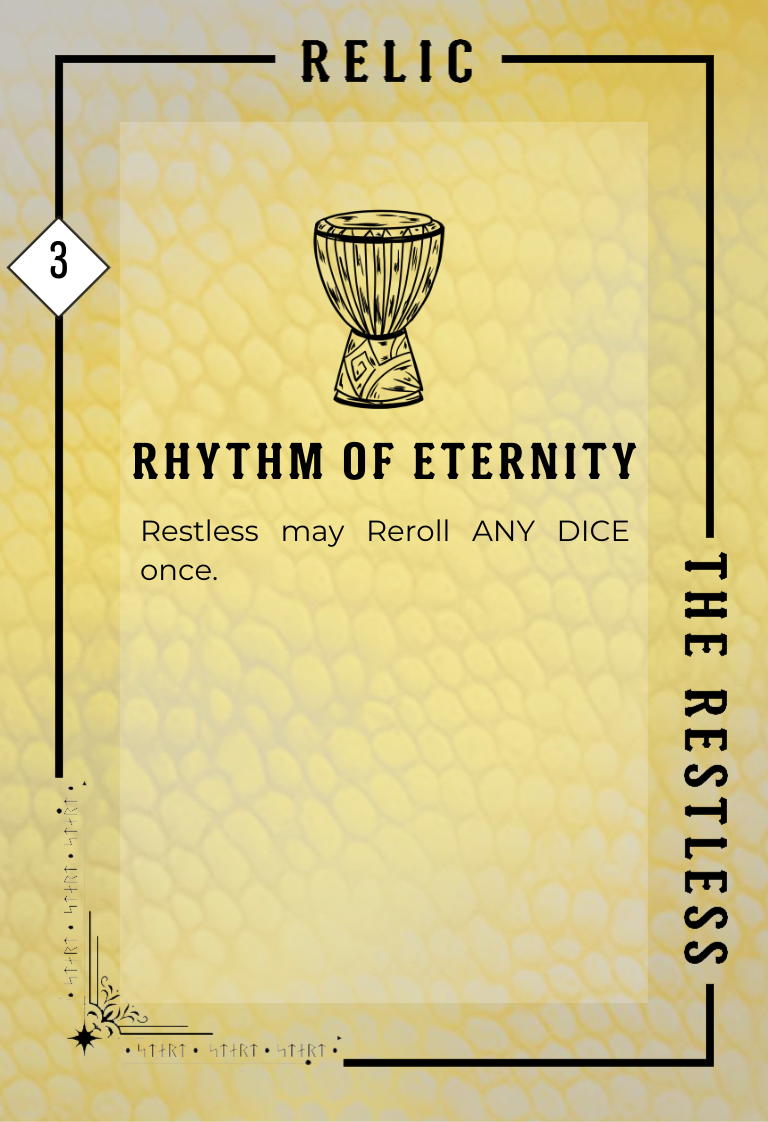 RELIC
3
RHYTHM OF ETERNITY
Restless may Reroll ANY DICE
once.
THE RESTLESS